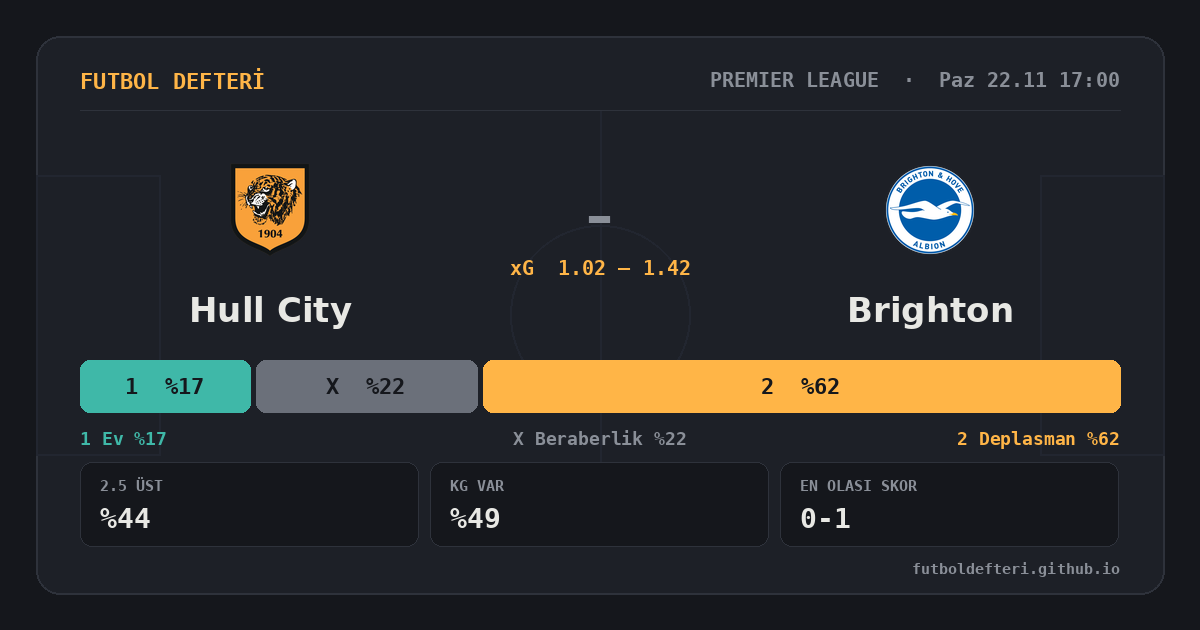 FUTBOL DEFTERİ
PREMIER LEAGUE · Paz 22.11 17:00
1904
BRIGHTON & HOVE
ALBION
–
xG 1.02 – 1.42
Hull City
Brighton
1 %17
X %22
2 %62
1 Ev %17
X Beraberlik %22
2 Deplasman %62
2.5 ÜST
%44
KG VAR
%49
EN OLASI SKOR
0-1
futboldefteri.github.io